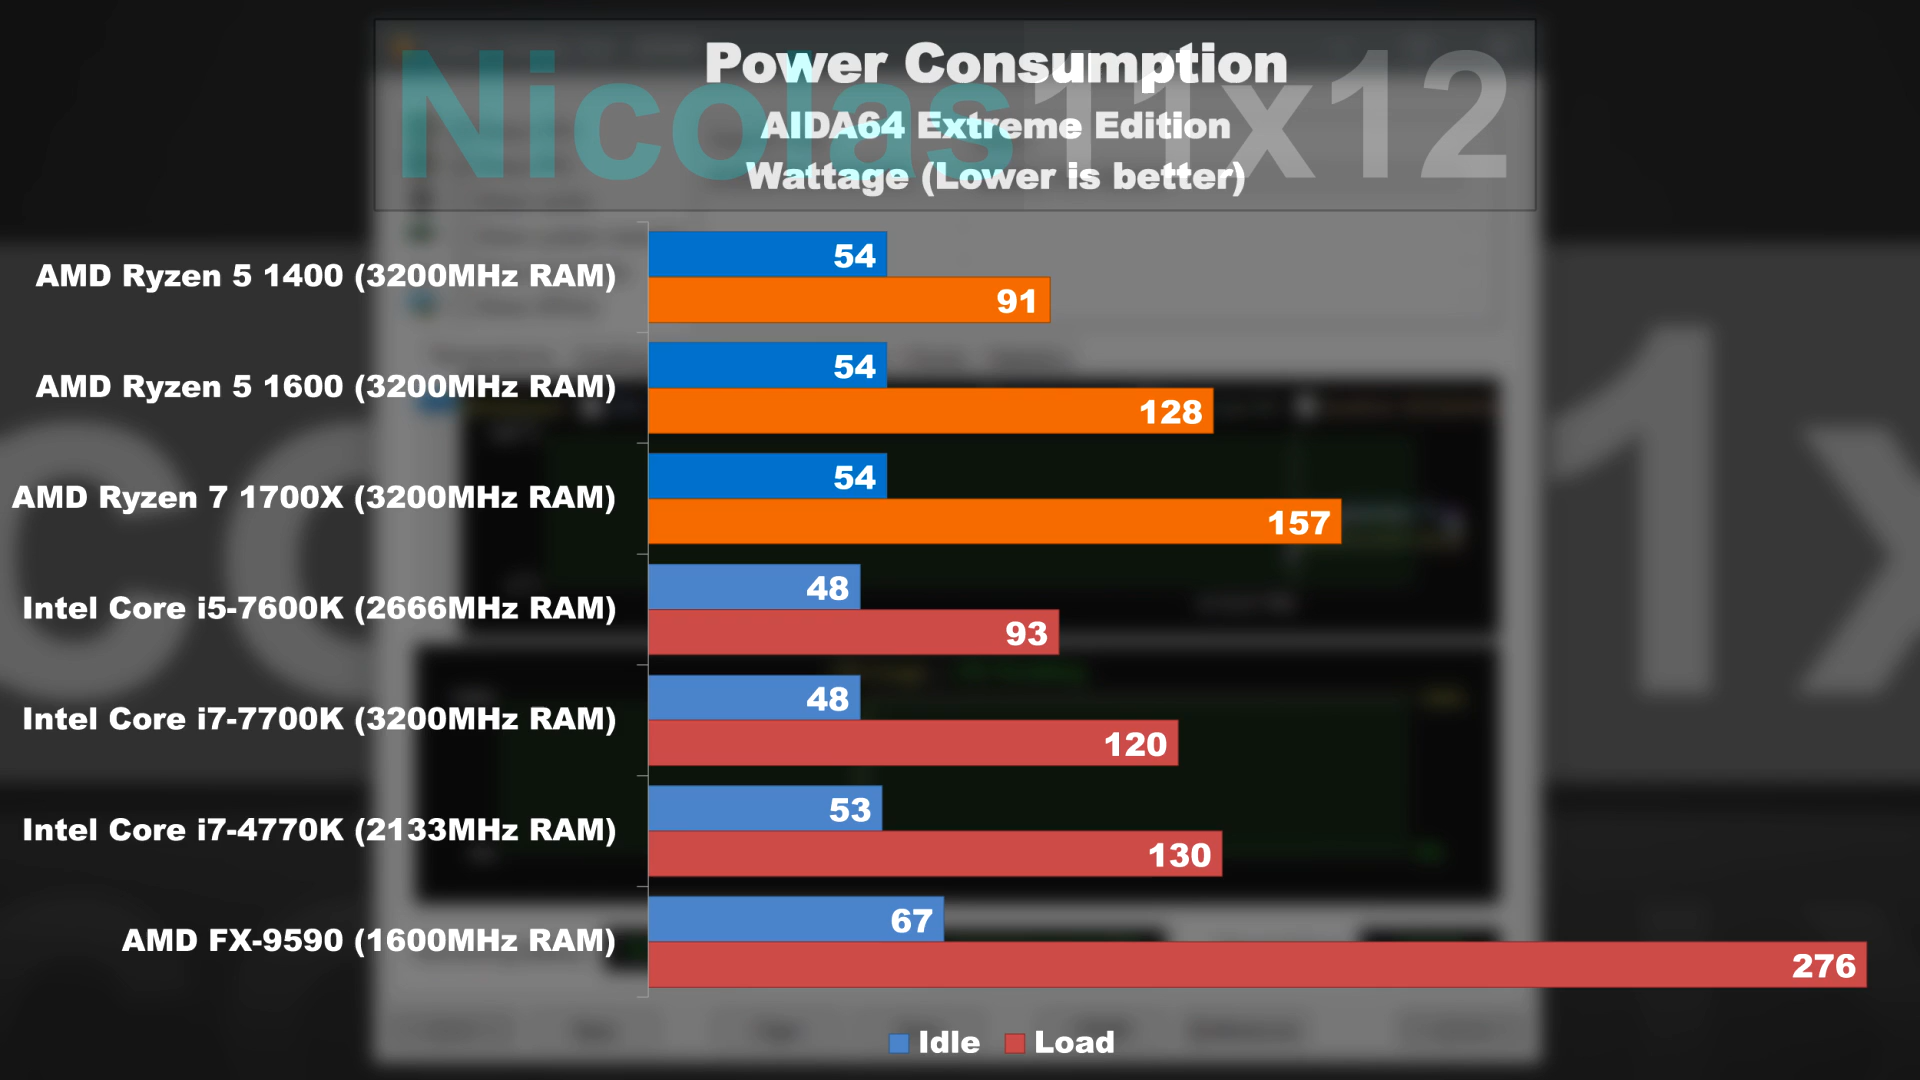 Power Consumption
Nicolas11x12
AIDA64 Extreme Edition
Wattage (Lower is better)
AMD Ryzen 5 1400 (3200MHz RAM)
54
91
AMD Ryzen 5 1600 (3200MHz RAM)
54
128
AMD Ryzen 7 1700X (3200MHz RAM)
54
157
Intel Core i5-7600K (2666MHz RAM)
48
93
Intel Core i7-7700K (3200MHz RAM)
48
120
Intel Core i7-4770K (2133MHz RAM)
53
130
AMD FX-9590 (1600MHz RAM)
67
276
Idle Load